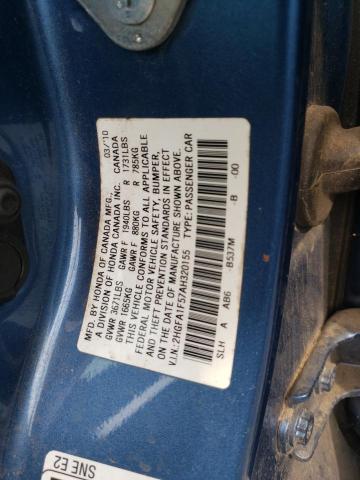 MFD. BY HONDA OF CANADA MFG., 03/10
A DIVISION OF HONDA CANADA INC. CANADA
GVWR 3671LBS GAWR F 1940LBS R 1731LBS
GVWR 1665KG GAWR F 880KG R 785KG
THIS VEHICLE CONFORMS TO ALL APPLICABLE
FEDERAL MOTOR VEHICLE SAFETY, BUMPER,
AND THEFT PREVENTION STANDARDS IN EFFECT
ON THE DATE OF MANUFACTURE SHOWN ABOVE.
V.I.N.: 2HGFA1F57AH320155 TYPE: PASSENGER CAR
SLH A AB6 -B537M -B -00
SNE E2